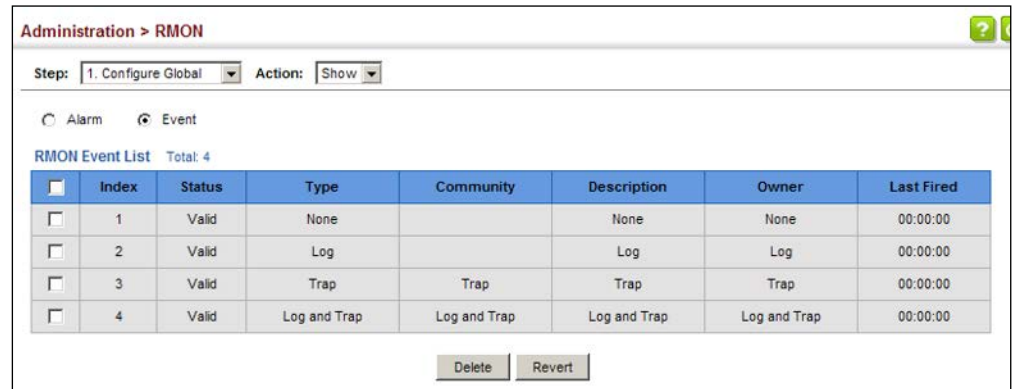 Administration > RMON ?
Step: 1. Configure Global Action: Show
Alarm Event
RMON Event List Total: 4
Index Status Type Community Description Owner Last Fired
1 Valid None None None 00:00:00
2 Valid Log Log Log 00:00:00
3 Valid Trap Trap Trap Trap 00:00:00
4 Valid Log and Trap Log and Trap Log and Trap Log and Trap 00:00:00
Delete Revert